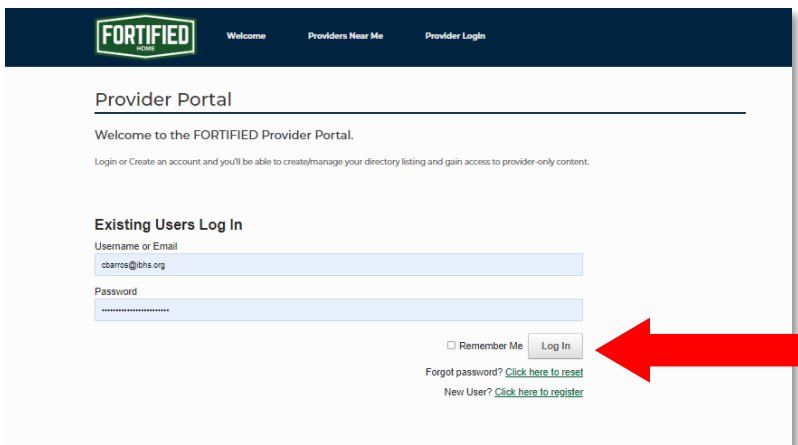 FORTIFIED
HOME
Welcome Providers Near Me Provider Login
Provider Portal
Welcome to the FORTIFIED Provider Portal.
Login or Create an account and you'll be able to create/manage your directory listing and gain access to provider-only content.
Existing Users Log In
Username or Email
cbarros@ibhs.org
Password
Remember Me Log In
Forgot password? Click here to reset
New User? Click here to register